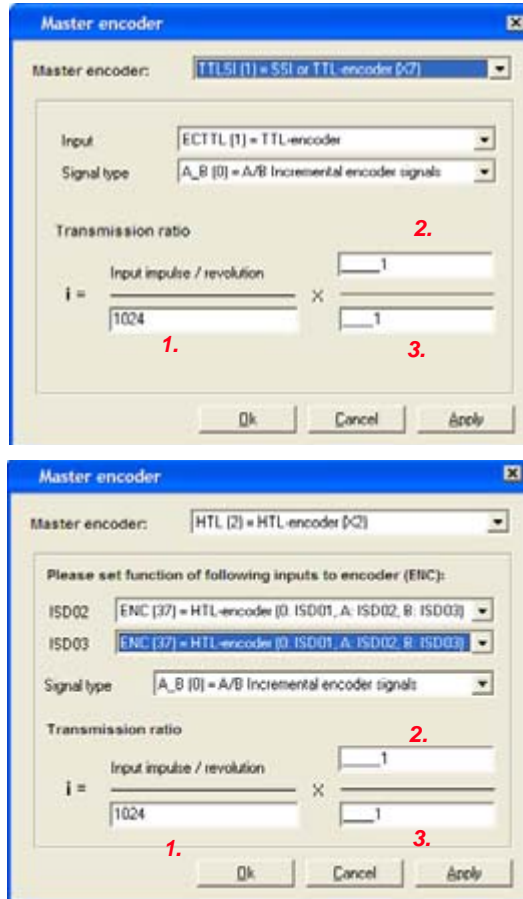 Master encoder
Master encoder: TTLSI (1) = SSI or TTL-encoder (X7)
Input ECTTL (1) = TTL-encoder
Signal type A_B (0) = A/B Incremental encoder signals
Transmission ratio
2.
Input impulse / revolution ____1
i = X
1024 ____1
1. 3.
Ok Cancel Apply
Master encoder
Master encoder: HTL (2) = HTL-encoder (X2)
Please set function of following inputs to encoder (ENC):
ISD02 ENC (37) = HTL-encoder (0: ISD01, A: ISD02, B: ISD03)
ISD03 ENC (37) = HTL-encoder (0: ISD01, A: ISD02, B: ISD03)
Signal type A_B (0) = A/B Incremental encoder signals
Transmission ratio
2.
Input impulse / revolution ____1
i = X
1024 ____1
1. 3.
Ok Cancel Apply